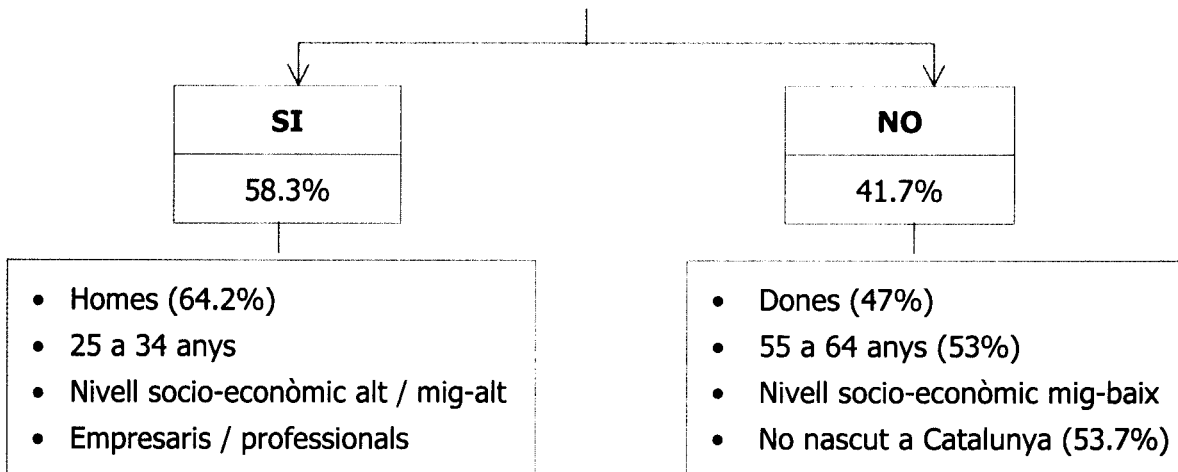 SI
58.3%
• Homes (64.2%)
• 25 a 34 anys
• Nivell socio-econòmic alt / mig-alt
• Empresaris / professionals
NO
41.7%
• Dones (47%)
• 55 a 64 anys (53%)
• Nivell socio-econòmic mig-baix
• No nascut a Catalunya (53.7%)